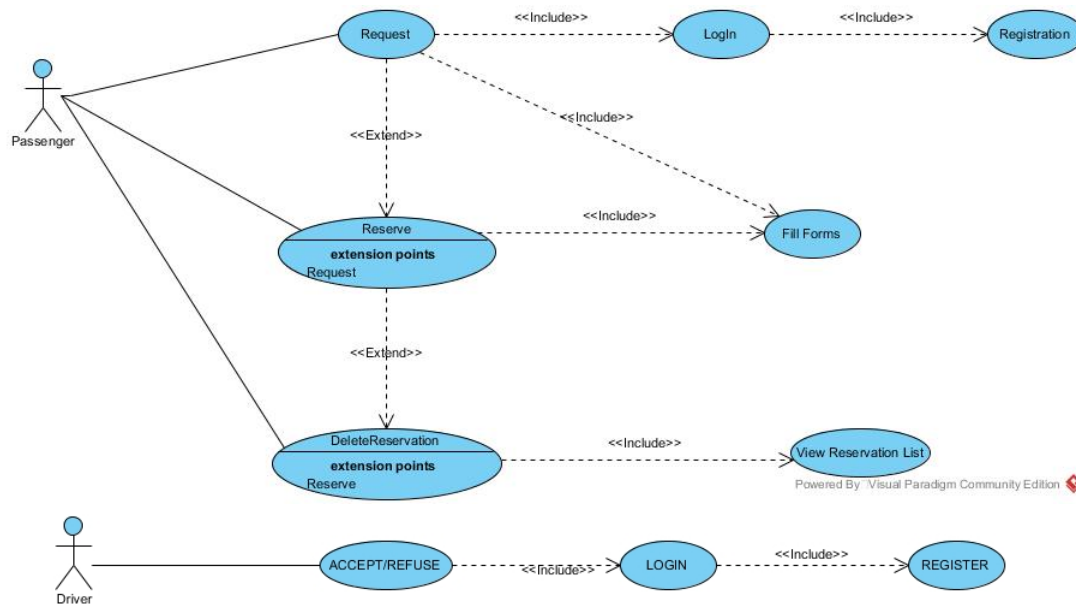 <<Include>>
<<Include>>
Request
LogIn
Registration
Passenger
<<Include>>
<<Extend>>
<<Include>>
Reserve
Fill Forms
extension points
Request
<<Extend>>
DeleteReservation
<<Include>>
View Reservation List
extension points
Reserve
Powered By Visual Paradigm Community Edition
<<Include>>
ACCEPT/REFUSE
LOGIN
REGISTER
<<Include>>
Driver